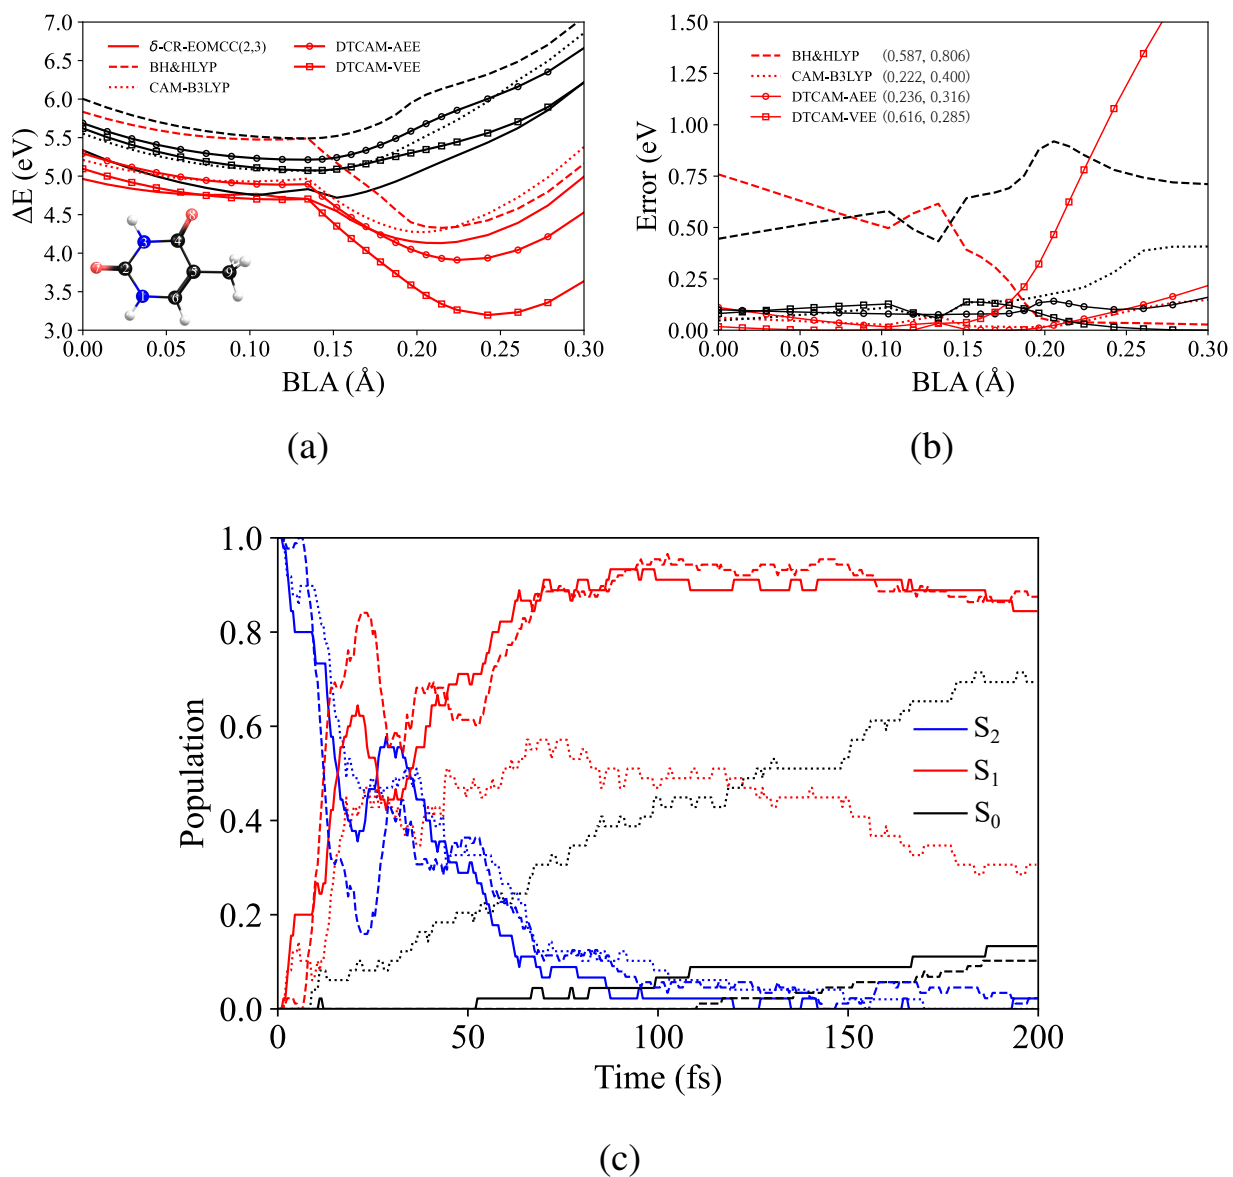 7.0
6.5
6.0
5.5
5.0
4.5
4.0
3.5
3.0
ΔE (eV)
δ-CR-EOMCC(2,3)
BH&HLYP
CAM-B3LYP
DTCAM-AEE
DTCAM-VEE
8
3
4
7
2
5
9
1
6
0.00 0.05 0.10 0.15 0.20 0.25 0.30
BLA (Å)
(a)
1.50
1.25
1.00
0.75
0.50
0.25
0.00
Error (eV
BH&HLYP (0.587, 0.806)
CAM-B3LYP (0.222, 0.400)
DTCAM-AEE (0.236, 0.316)
DTCAM-VEE (0.616, 0.285)
0.00 0.05 0.10 0.15 0.20 0.25 0.30
BLA (Å)
(b)
1.0
0.8
0.6
0.4
0.2
0.0
Population
S2
S1
S0
0 50 100 150 200
Time (fs)
(c)